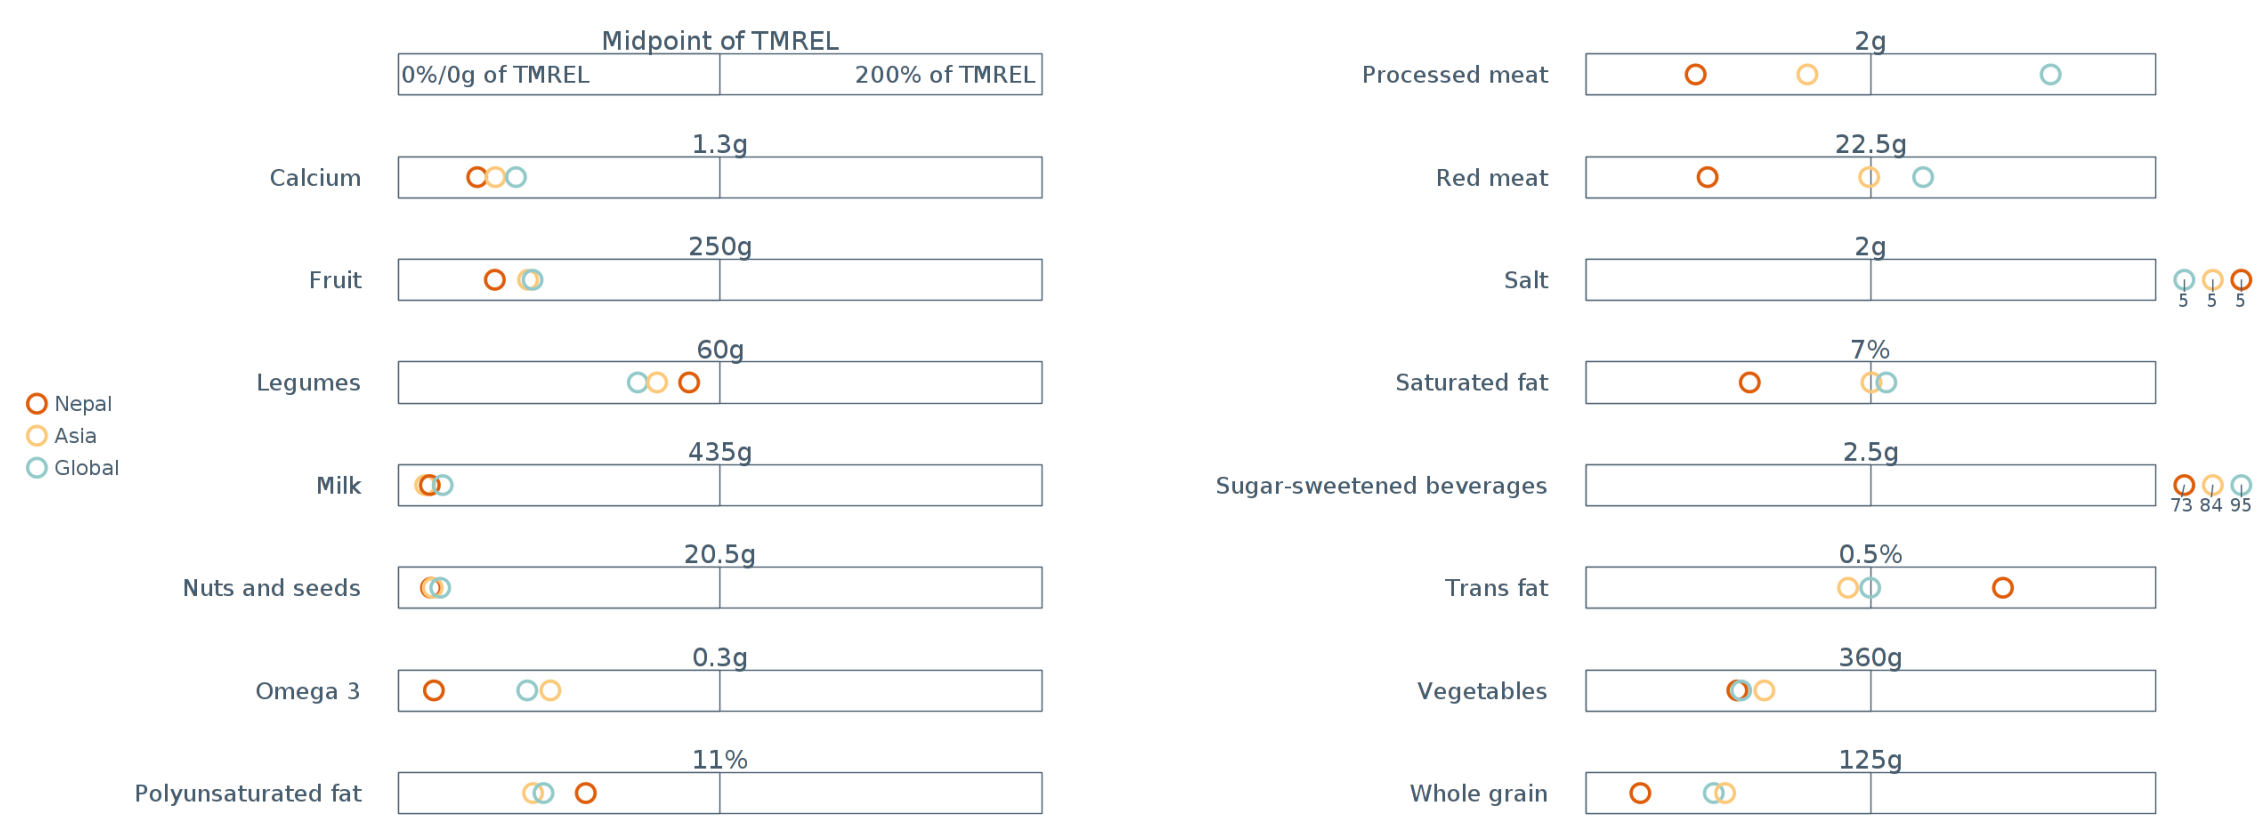 Midpoint of TMREL
0%/0g of TMREL
200% of TMREL
1.3g
Calcium
250g
Fruit
60g
Legumes
435g
Milk
20.5g
Nuts and seeds
0.3g
Omega 3
11%
Polyunsaturated fat
Nepal
Asia
Global
2g
Processed meat
22.5g
Red meat
2g
Salt
5 5 5
7%
Saturated fat
2.5g
Sugar-sweetened beverages
73 84 95
0.5%
Trans fat
360g
Vegetables
125g
Whole grain